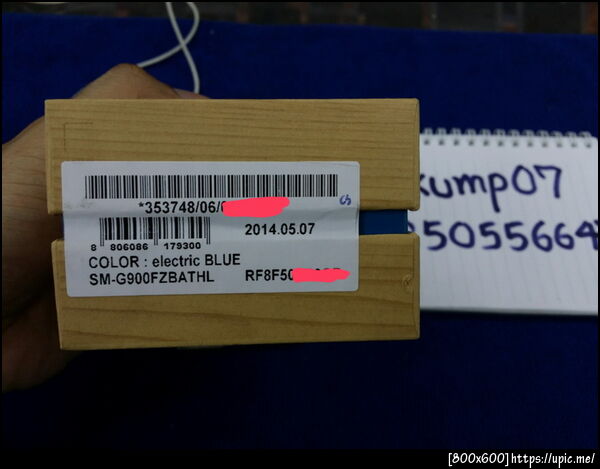 *353748/06/
2014.05.07
8 806086 179300
COLOR : electric BLUE
SM-G900FZBATHL RF8F50
kump07
50556647
[800x600]https://upic.me/